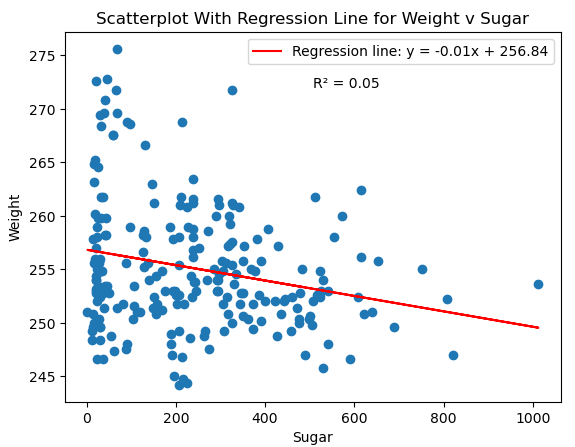 Scatterplot With Regression Line for Weight v Sugar
Regression line: y = -0.01x + 256.84
R² = 0.05
Weight
275
270
265
260
255
250
245
0 200 400 600 800 1000
Sugar